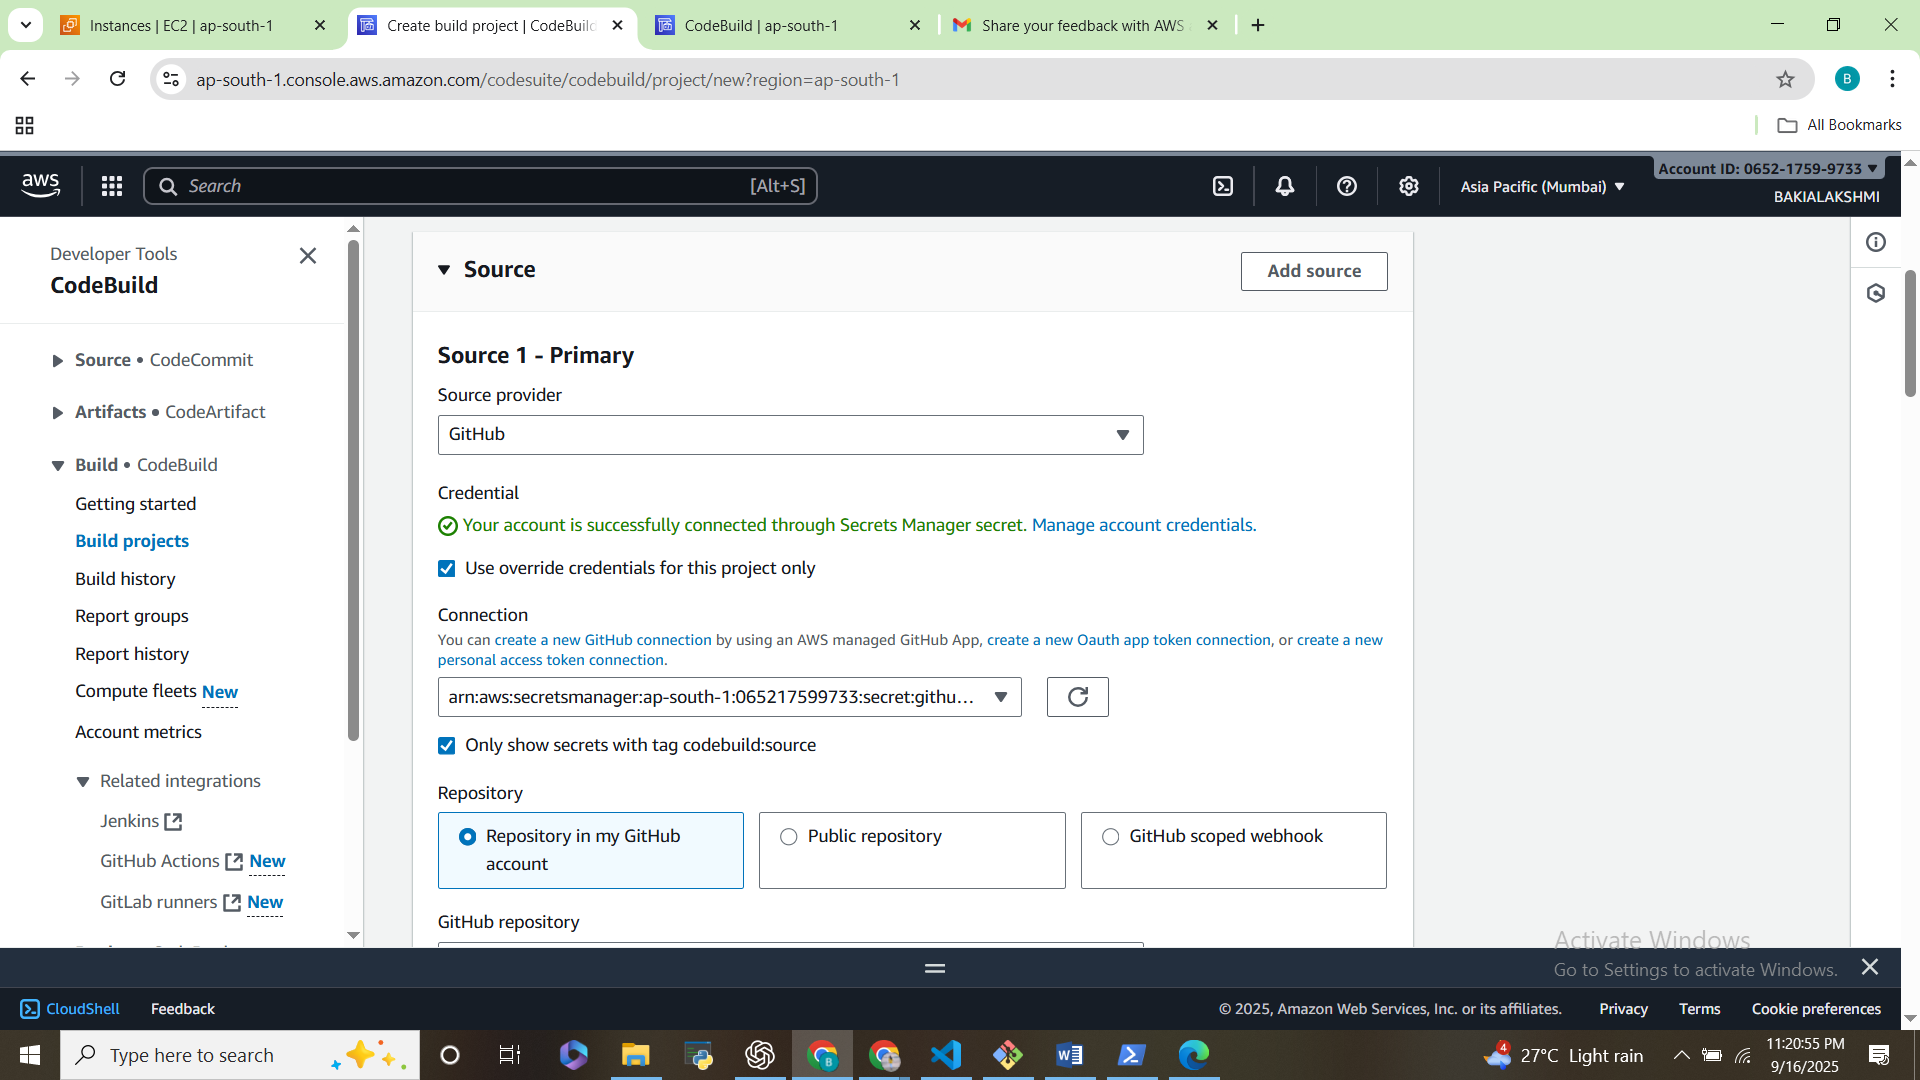 Instances | EC2 | ap-south-1
Create build project | CodeBuild
CodeBuild | ap-south-1
Share your feedback with AWS
ap-south-1.console.aws.amazon.com/codesuite/codebuild/project/new?region=ap-south-1
B
All Bookmarks
aws
Search
[Alt+S]
Asia Pacific (Mumbai)
Account ID: 0652-1759-9733
BAKIALAKSHMI
Developer Tools
CodeBuild
Source • CodeCommit
Artifacts • CodeArtifact
Build • CodeBuild
Getting started
Build projects
Build history
Report groups
Report history
Compute fleets New
Account metrics
Related integrations
Jenkins
GitHub Actions New
GitLab runners New
Source
Add source
Source 1 - Primary
Source provider
GitHub
Credential
Your account is successfully connected through Secrets Manager secret. Manage account credentials.
Use override credentials for this project only
Connection
You can create a new GitHub connection by using an AWS managed GitHub App, create a new Oauth app token connection, or create a new
personal access token connection.
arn:aws:secretsmanager:ap-south-1:065217599733:secret:githu...
Only show secrets with tag codebuild:source
Repository
Repository in my GitHub
account
Public repository
GitHub scoped webhook
GitHub repository
Activate Windows
Go to Settings to activate Windows.
CloudShell
Feedback
© 2025, Amazon Web Services, Inc. or its affiliates.
Privacy
Terms
Cookie preferences
Type here to search
4
27°C Light rain
11:20:55 PM
9/16/2025